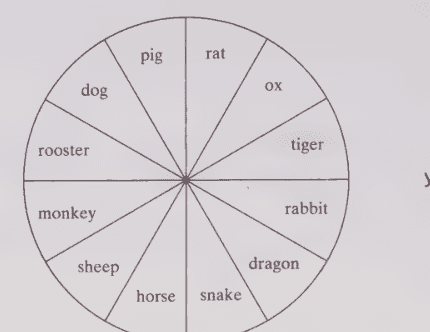 pig rat
dog ox
rooster tiger
monkey rabbit
sheep dragon
horse snake